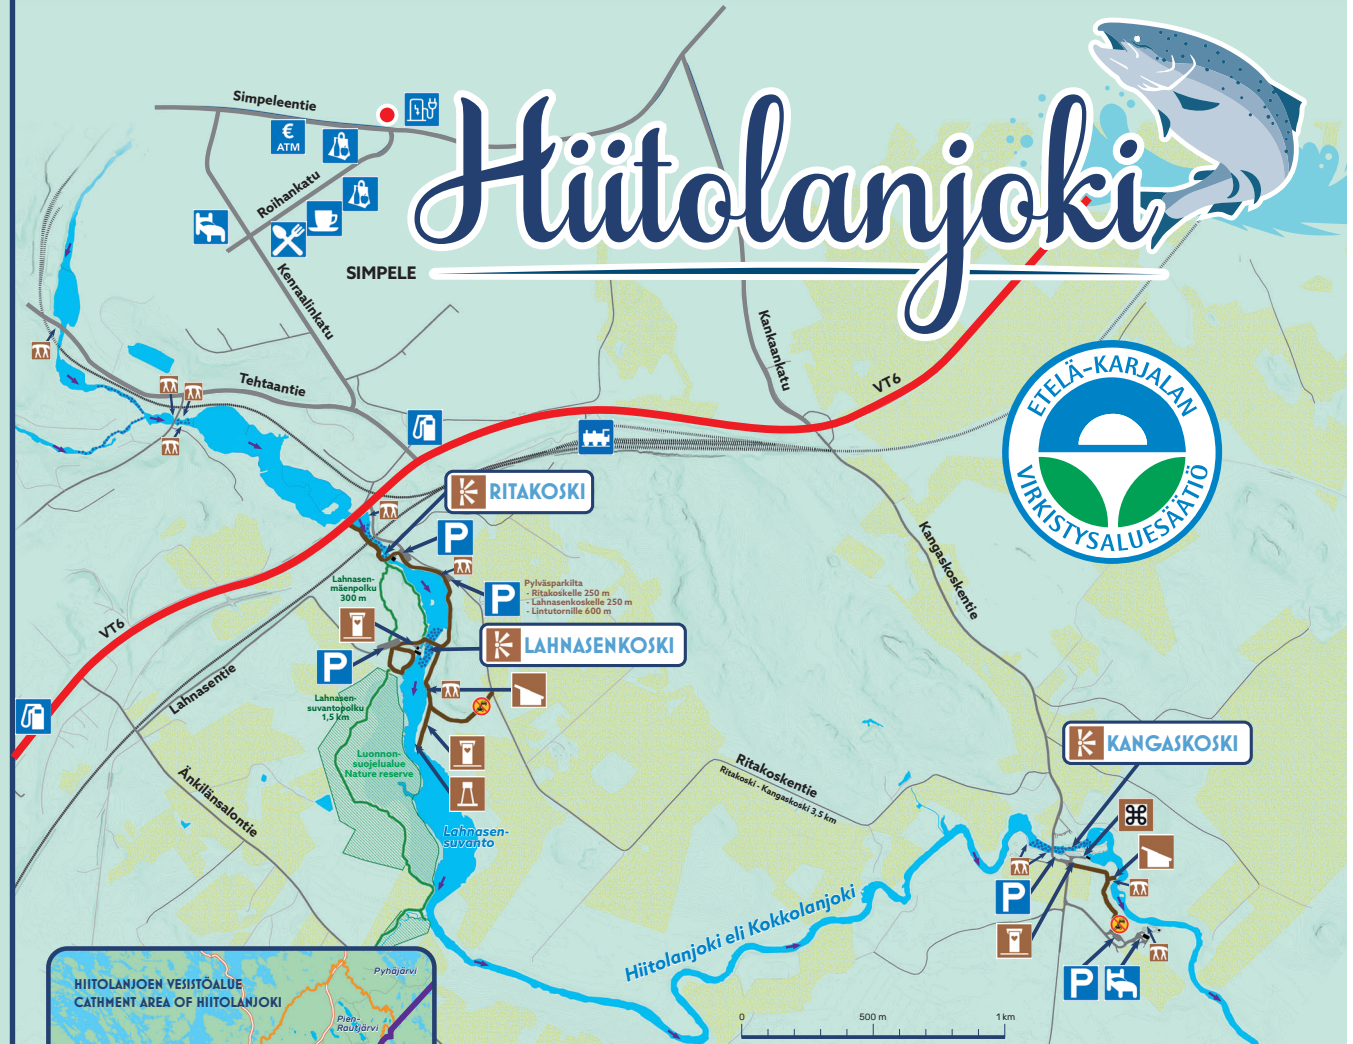 Hiitolanjoki
Simpeleentie
€
ATM
Roihankatu
SIMPELE
Kenraalinkatu
Kankaankatu
Tehtaantie
VT6
ETELÄ-KARJALAN
VIRKISTYSALUESÄÄTIÖ
RITAKOSKI
P
Kangaskoskentie
Lahnasen-
mäenpolku
300 m
P
Pylväsparkilta
- Ritakoskelle 250 m
- Lahnasenkoskelle 250 m
- Lintutornille 600 m
VT6
LAHNASENKOSKI
P
Lahnasentie
Lahnasen-
suvantopolku
1,5 km
Luonnon-
suojelualue
Nature reserve
Änkilänsalontie
KANGASKOSKI
Ritakoskentie
Ritakoski - Kangaskoski 3,5 km
Lahnasen-
suvanto
P
Hiitolanjoki eli Kokkolanjoki
P
HIITOLANJOEN VESISTÖALUE
CATHMENT AREA OF HIITOLANJOKI
Pyhäjärvi
Pien-
Rautjärvi
0 500 m 1 km